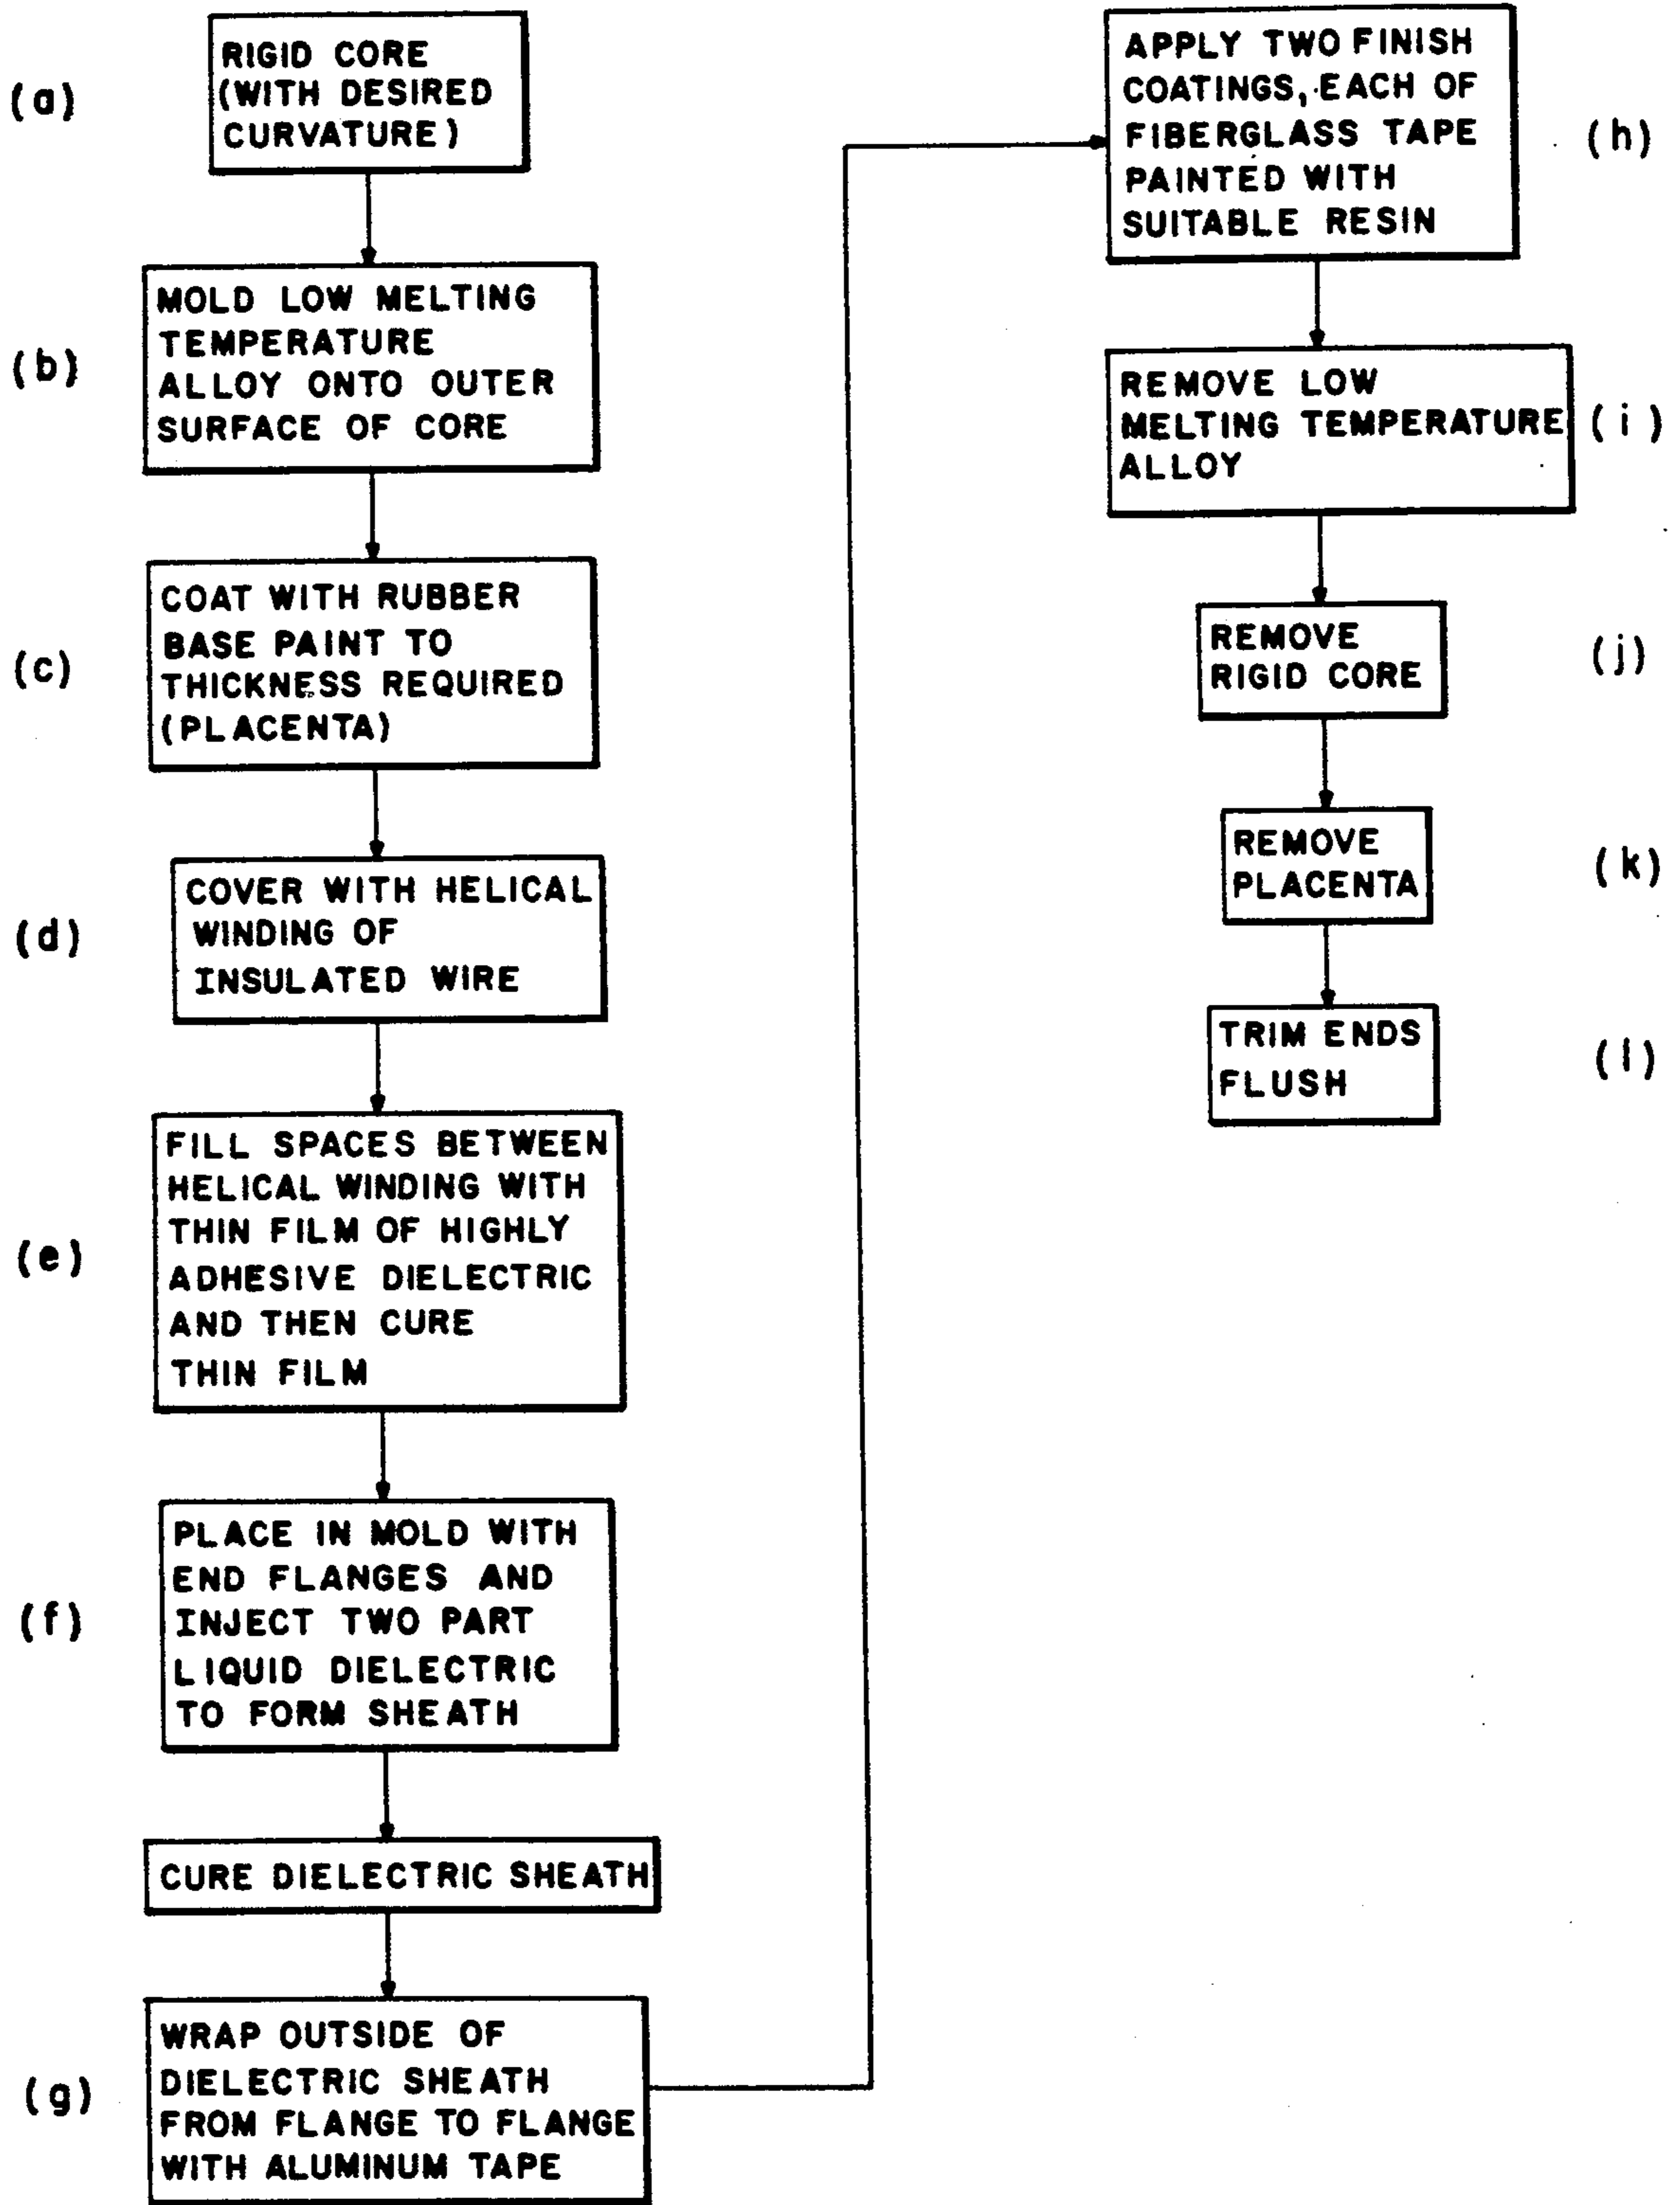 (a)
RIGID CORE
(WITH DESIRED
CURVATURE)
(b)
MOLD LOW MELTING
TEMPERATURE
ALLOY ONTO OUTER
SURFACE OF CORE
(c)
COAT WITH RUBBER
BASE PAINT TO
THICKNESS REQUIRED
(PLACENTA)
(d)
COVER WITH HELICAL
WINDING OF
INSULATED WIRE
(e)
FILL SPACES BETWEEN
HELICAL WINDING WITH
THIN FILM OF HIGHLY
ADHESIVE DIELECTRIC
AND THEN CURE
THIN FILM
(f)
PLACE IN MOLD WITH
END FLANGES AND
INJECT TWO PART
LIQUID DIELECTRIC
TO FORM SHEATH
CURE DIELECTRIC SHEATH
(g)
WRAP OUTSIDE OF
DIELECTRIC SHEATH
FROM FLANGE TO FLANGE
WITH ALUMINUM TAPE
APPLY TWO FINISH
COATINGS, EACH OF
FIBERGLASS TAPE
PAINTED WITH
SUITABLE RESIN
(h)
REMOVE LOW
MELTING TEMPERATURE
ALLOY
(i)
REMOVE
RIGID CORE
(j)
REMOVE
PLACENTA
(k)
TRIM ENDS
FLUSH
(l)